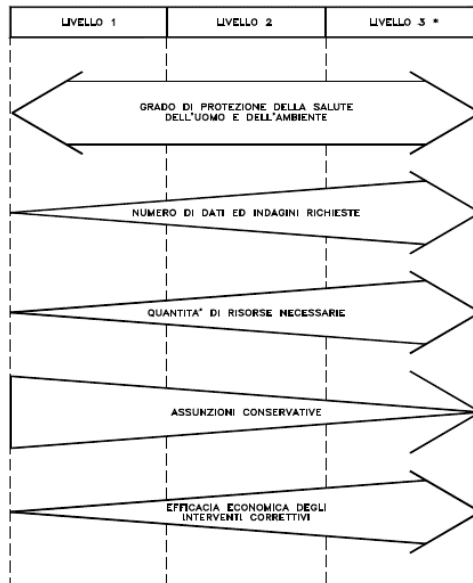 LIVELLO 1
LIVELLO 2
LIVELLO 3 *
GRADO DI PROTEZIONE DELLA SALUTE
DELL'UOMO E DELL'AMBIENTE
NUMERO DI DATI ED INDAGINI RICHIESTE
QUANTITA' DI RISORSE NECESSARIE
ASSUNZIONI CONSERVATIVE
EFFICACIA ECONOMICA DEGLI
INTERVENTI CORRETTIVI